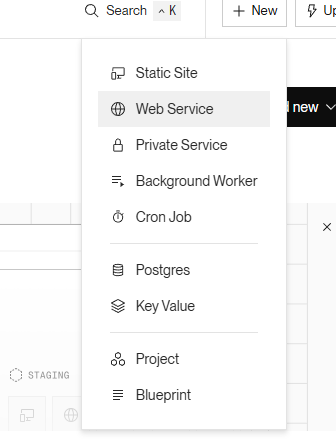 Search
^ K
+ New
Static Site
Web Service
Private Service
Background Worker
Cron Job
Postgres
Key Value
Project
Blueprint
new
STAGING